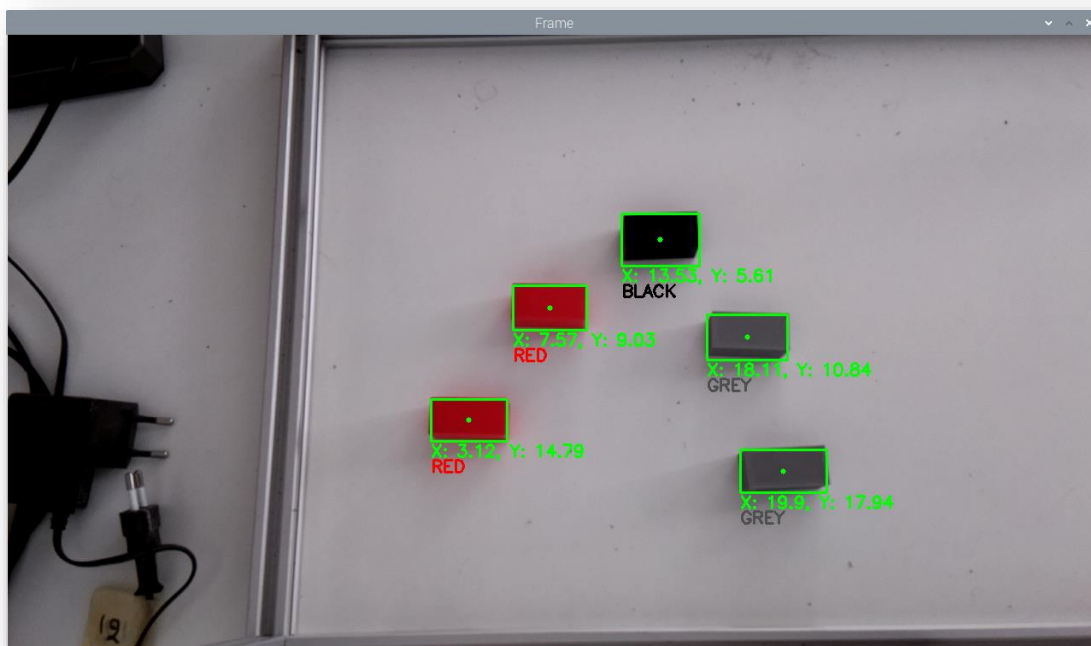 Frame
X: 13.53, Y: 5.61
BLACK
X: 7.57, Y: 9.03
RED
X: 18.11, Y: 10.84
GREY
X: 3.12, Y: 14.79
RED
X: 19.9, Y: 17.94
GREY
19